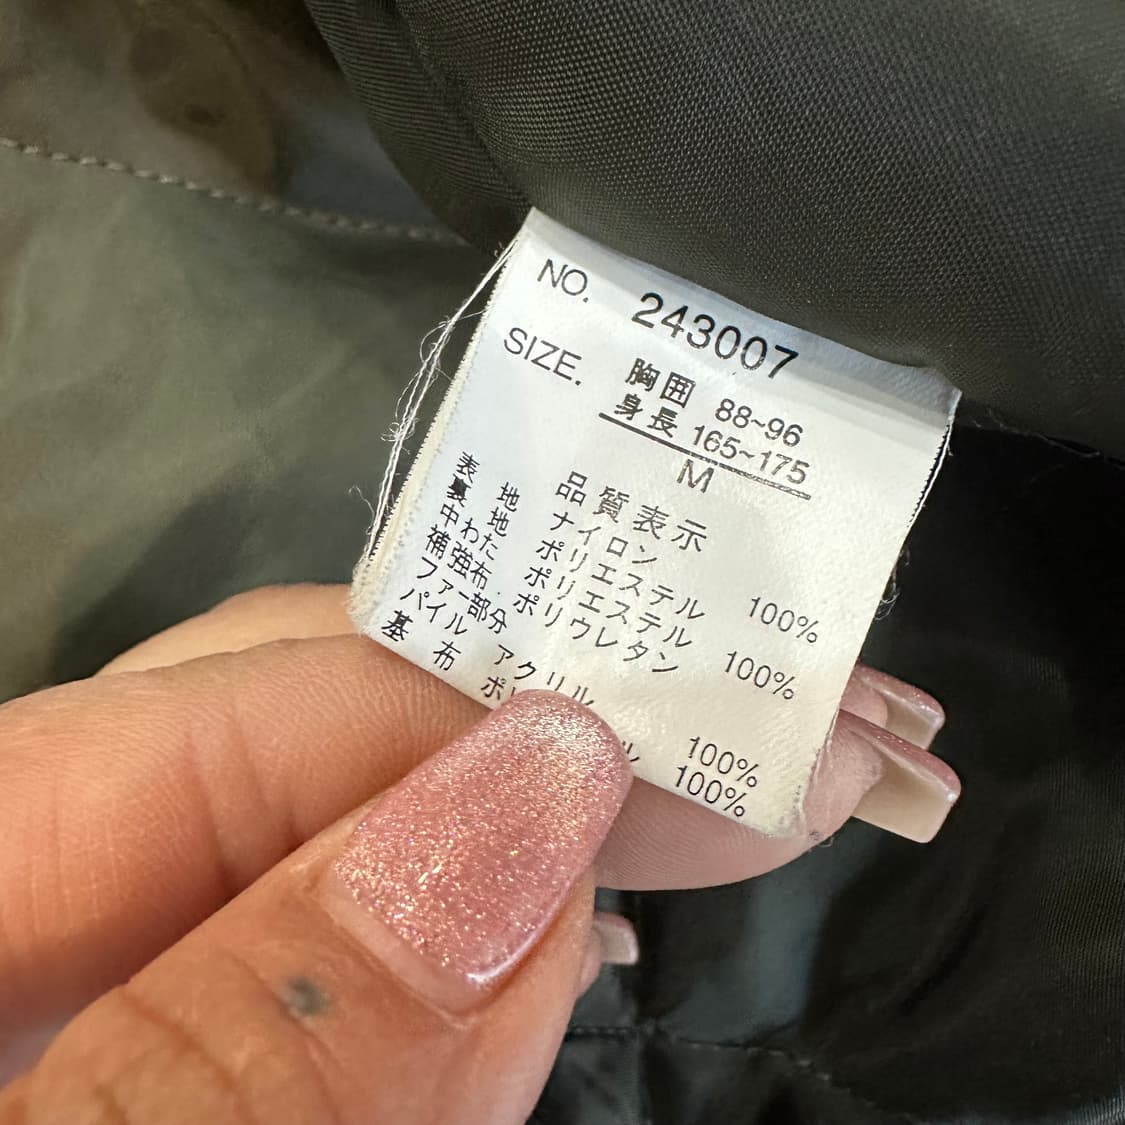 NO. 243007
SIZE. 胸囲 88~96
身長 165~175
M
品質表示
表 地 ナイロン
裏 地 ポリエステル 100%
中わた ポリエステル
補強布 ポリウレタン 100%
ファー部分
パイル アクリル 100%
基 布 100%